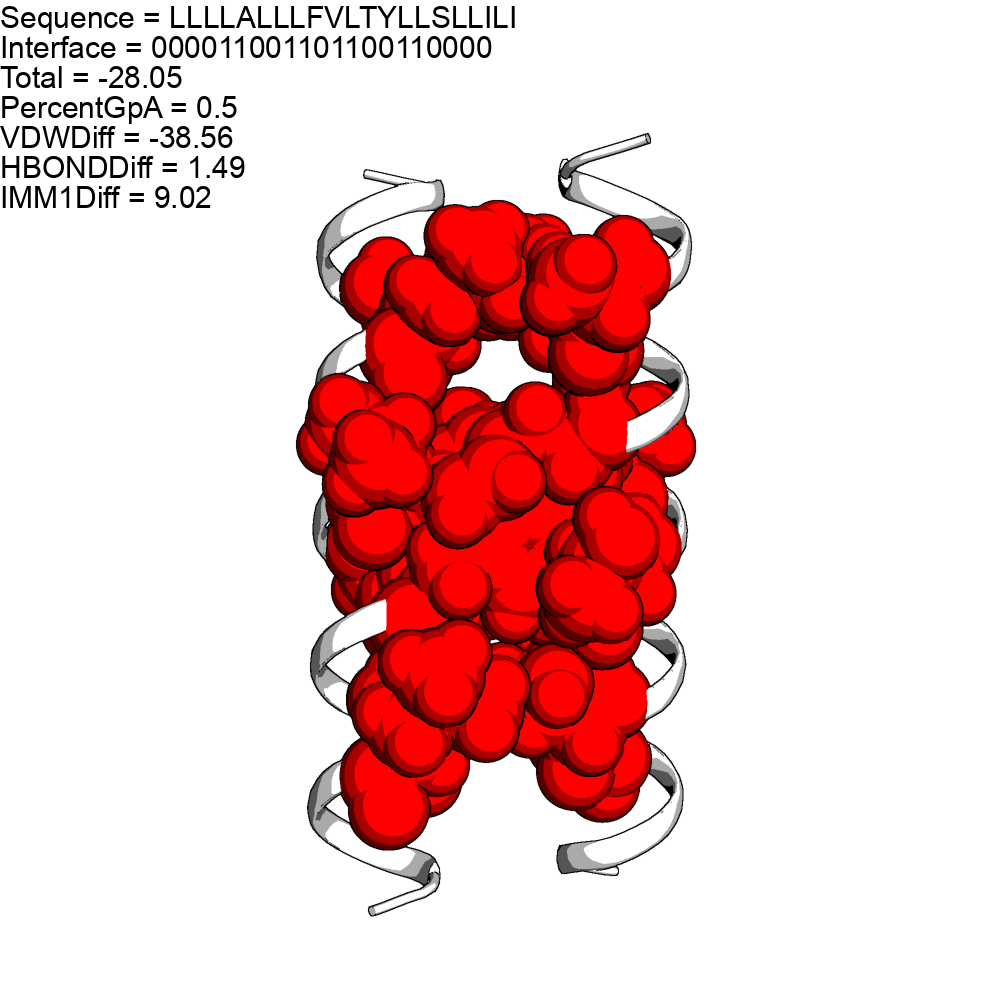 Sequence = LLLLALLLFVLTYLLSLLILI
Interface = 000011001101100110000
Total = -28.05
PercentGpA = 0.5
VDWDiff = -38.56
HBONDDiff = 1.49
IMM1Diff = 9.02